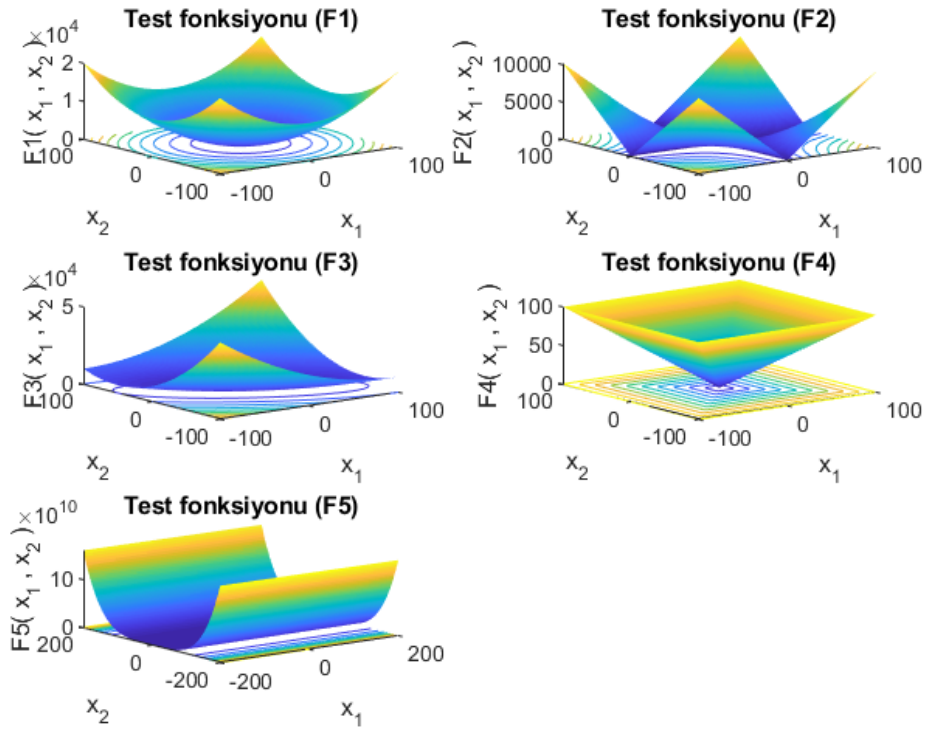 Test fonksiyonu (F1)
×10⁴
F1( x₁ , x₂ )
2
1
0
100
0
-100
-100
0
100
x₂
x₁
Test fonksiyonu (F2)
F2( x₁ , x₂ )
10000
5000
0
100
0
-100
-100
0
100
x₂
x₁
Test fonksiyonu (F3)
×10⁴
F3( x₁ , x₂ )
5
0
100
0
-100
-100
0
100
x₂
x₁
Test fonksiyonu (F4)
F4( x₁ , x₂ )
100
50
0
100
0
-100
-100
0
100
x₂
x₁
Test fonksiyonu (F5)
×10¹⁰
F5( x₁ , x₂ )
10
0
200
0
-200
-200
0
200
x₂
x₁